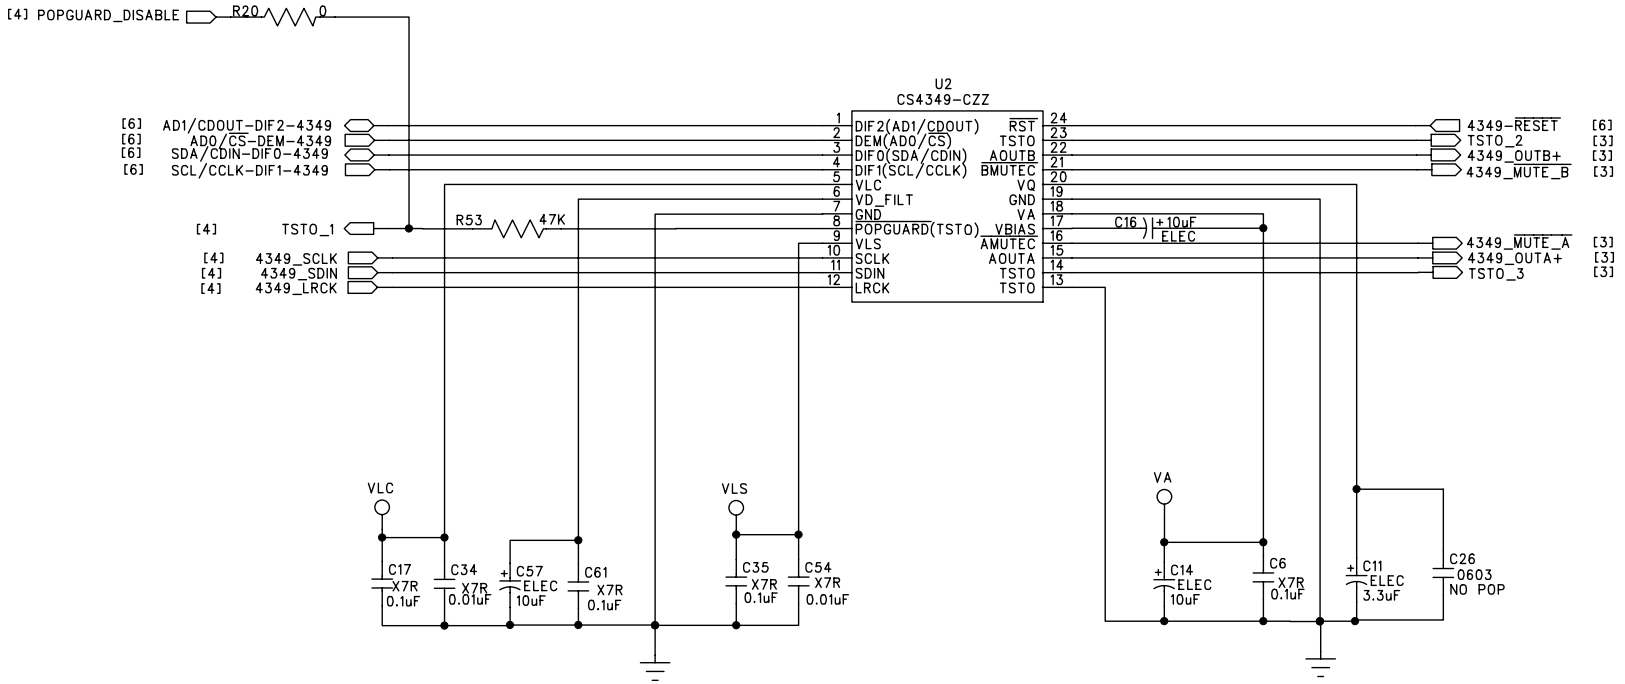 [4] POPGUARD_DISABLE R20 0
U2
CS4349-CZZ
[6] AD1/CDOUT-DIF2-4349 1 DIF2(AD1/CDOUT) RST 24 4349-RESET [6]
[6] AD0/CS-DEM-4349 2 DEM(AD0/CS) TSTO 23 TSTO_2 [3]
[6] SDA/CDIN-DIF0-4349 3 DIF0(SDA/CDIN) AOUTB 22 4349_OUTB+ [3]
[6] SCL/CCLK-DIF1-4349 4 DIF1(SCL/CCLK) BMUTEC 21 4349_MUTE_B [3]
5 VLC VQ 20
6 VD_FILT GND 19
7 GND VA 18
[4] TSTO_1 R53 47K 8 POPGUARD(TSTO) VBIAS 17 C16 +10uF
ELEC
9 VLS AMUTEC 16 4349_MUTE_A [3]
[4] 4349_SCLK 10 SCLK AOUTA 15 4349_OUTA+ [3]
[4] 4349_SDIN 11 SDIN TSTO 14 TSTO_3 [3]
[4] 4349_LRCK 12 LRCK TSTO 13
VLC VLS VA
C17 C34 + C57 C61 C35 C54 + C14 C6 + C11 C26
X7R X7R ELEC X7R X7R X7R ELEC X7R ELEC 0603
0.1uF 0.01uF 10uF 0.1uF 0.1uF 0.01uF 10uF 0.1uF 3.3uF NO POP